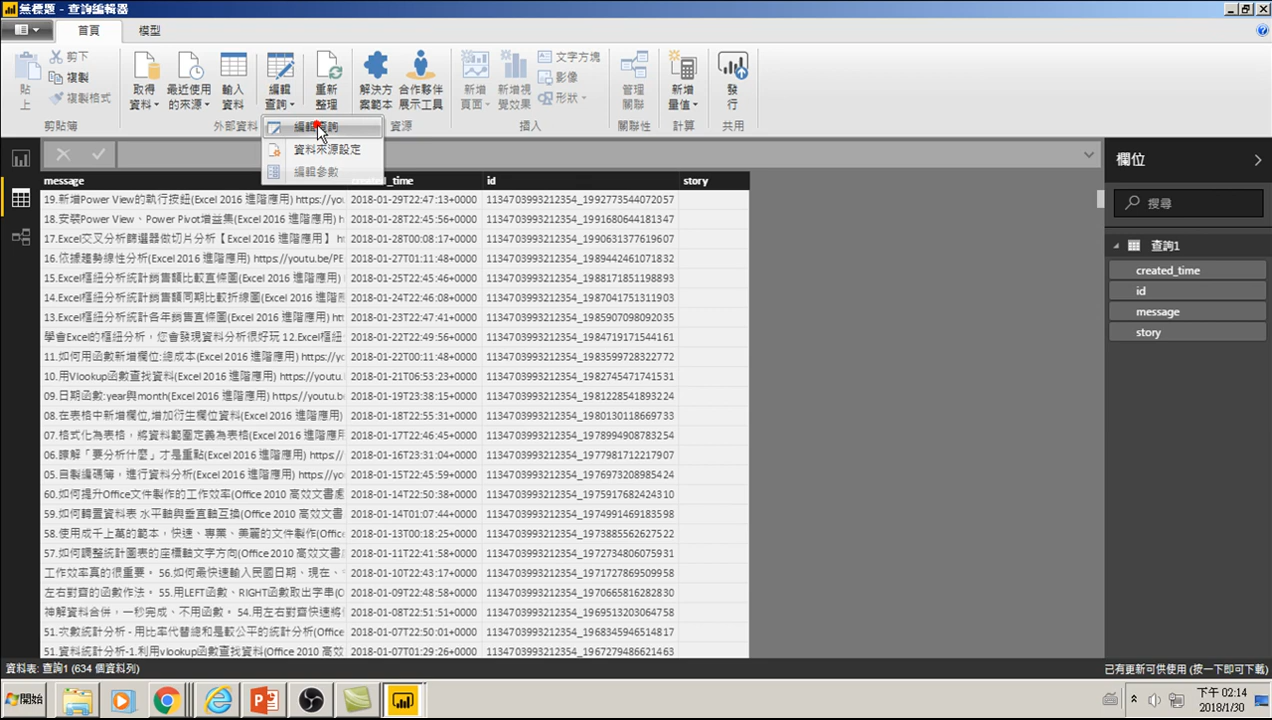 無標題 - 查詢編輯器
首頁 模型
貼上 剪下 複製 複製格式
取得資料 最近使用的來源 輸入資料 編輯查詢 重新整理 解決方案範本 合作夥伴展示工具 新增頁面 新增視覺效果 文字方塊 影像 形狀 管理關聯 新增量值 發行
剪貼簿 外部資料 資源 插入 關聯性 計算 共用
編輯查詢
資料來源設定
編輯參數
欄位
搜尋
查詢1
created_time
id
message
story
message id story
19.新增Power View的執行按鈕(Excel 2016 進階應用) 2018-01-29T22:47:13+0000 1134703993212354_1992773544072057
18.安裝Power View、Power Pivot增益集(Excel 2016 進階應用) 2018-01-28T22:45:56+0000 1134703993212354_1991680644181347
17.Excel交叉分析篩選器做切片分析【Excel 2016 進階應用】 2018-01-28T00:08:17+0000 1134703993212354_1990631377619607
16.依據趨勢線性分析(Excel 2016 進階應用) https://youtu.be/PE 2018-01-27T01:11:48+0000 1134703993212354_1989442461071832
15.Excel樞紐分析統計銷售額比較直條圖(Excel 2016 進階 2018-01-25T22:45:46+0000 1134703993212354_1988171851198893
14.Excel樞紐分析統計銷售額同期比較折線圖(Excel 2016 進階 2018-01-24T22:46:08+0000 1134703993212354_1987041751311903
13.Excel樞紐分析統計各年銷售直條圖(Excel 2016 進階應用) 2018-01-23T22:47:41+0000 1134703993212354_1985907098092035
學會Excel的樞紐分析，您會發現資料分析很好玩 12.Excel樞紐 2018-01-22T22:49:56+0000 1134703993212354_1984719171544161
11.如何用函數新增欄位:總成本(Excel 2016 進階應用) 2018-01-22T00:11:48+0000 1134703993212354_1983599728322772
10.用Vlookup函數查找資料(Excel 2016 進階應用) https://youtu. 2018-01-21T06:53:23+0000 1134703993212354_1982745471741531
09.日期函數:year與month(Excel 2016 進階應用) https://youtu.b 2018-01-19T23:38:15+0000 1134703993212354_1981228541893224
08.在表格中新增欄位,增加衍生欄位資料(Excel 2016 進階應用) 2018-01-18T22:55:31+0000 1134703993212354_1980130118669733
07.格式化為表格，將資料範圍定義為表格(Excel 2016 進階應用 2018-01-17T22:46:45+0000 1134703993212354_1978994908783254
06.瞭解「要分析什麼」才是重點(Excel 2016 進階應用) https:// 2018-01-16T23:31:04+0000 1134703993212354_1977981712217907
05.自製編碼簿，進行資料分析(Excel 2016 進階應用) 2018-01-15T22:45:59+0000 1134703993212354_1976973208985424
60.如何提升Office文件製作的工作效率(Office 2010 高效文書處 2018-01-14T22:50:38+0000 1134703993212354_1975917682424310
59.如何轉置資料表 水平軸與垂直軸互換(Office 2010 高效文書 2018-01-14T01:07:44+0000 1134703993212354_1974991469183598
58.使用成千上萬的範本，快速、專業、美麗的文件製作(Offic 2018-01-13T00:18:25+0000 1134703993212354_1973885562627522
57.如何調整統計圖表的座標軸文字方向(Office 2010 高效文書 2018-01-11T22:41:58+0000 1134703993212354_1972734806075931
工作效率真的很重要。 56.如何最快速輸入民國日期、現在、 2018-01-10T22:43:17+0000 1134703993212354_1971727869509958
左右對齊的函數作法。 55.用LEFT函數、RIGHT函數取出字串(O 2018-01-09T22:48:58+0000 1134703993212354_1970665816282830
神解資料合併，一秒完成、不用函數。 54.用左右對齊快速將 2018-01-08T22:51:51+0000 1134703993212354_1969513203064758
51.次數統計分析 - 用比率代替總和是較公平的統計分析(Office 2018-01-07T22:50:01+0000 1134703993212354_1968345946514817
51.資料統計分析-1.利用vlookup函數查找資料(Office 2010 高效 2018-01-07T01:29:26+0000 1134703993212354_1967279486621463
資料表: 查詢1 (634 個資料列) 已有更新可供使用 (按一下即可下載)
開始
下午 02:14
2018/1/30